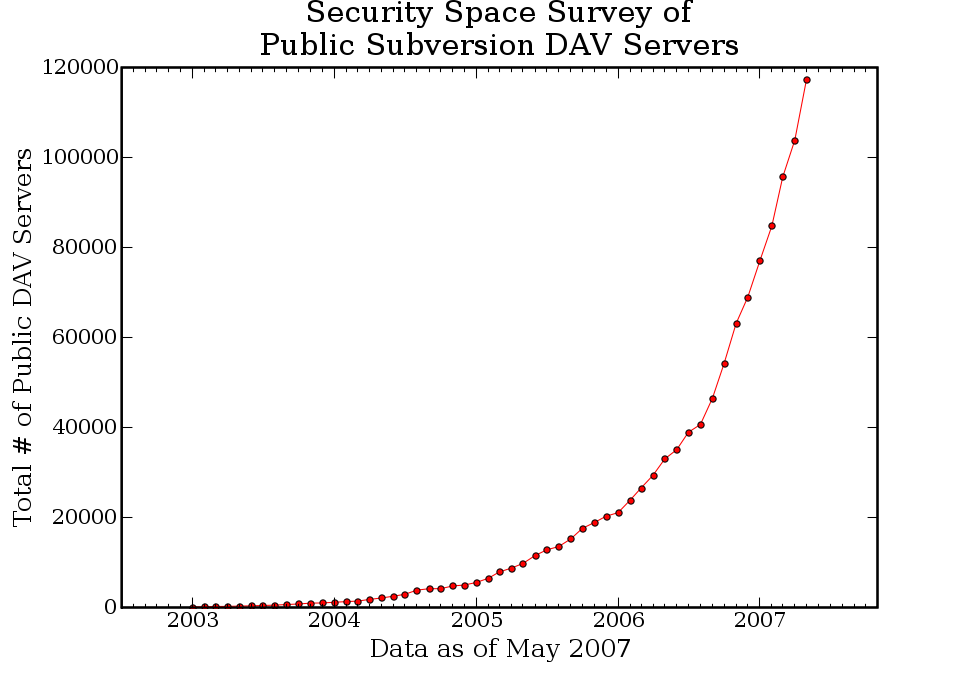 Security Space Survey of
Public Subversion DAV Servers
Total # of Public DAV Servers
120000
100000
80000
60000
40000
20000
0
2003 2004 2005 2006 2007
Data as of May 2007